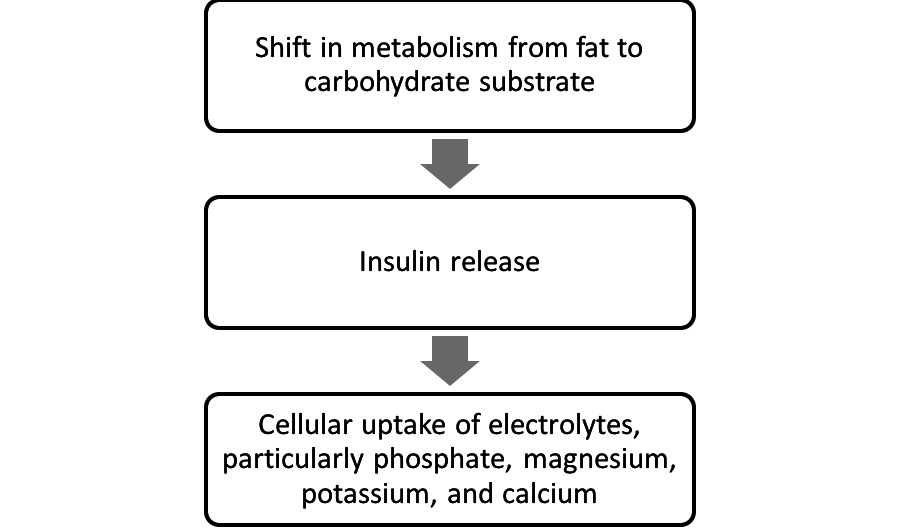 Shift in metabolism from fat to
carbohydrate substrate
Insulin release
Cellular uptake of electrolytes,
particularly phosphate, magnesium,
potassium, and calcium